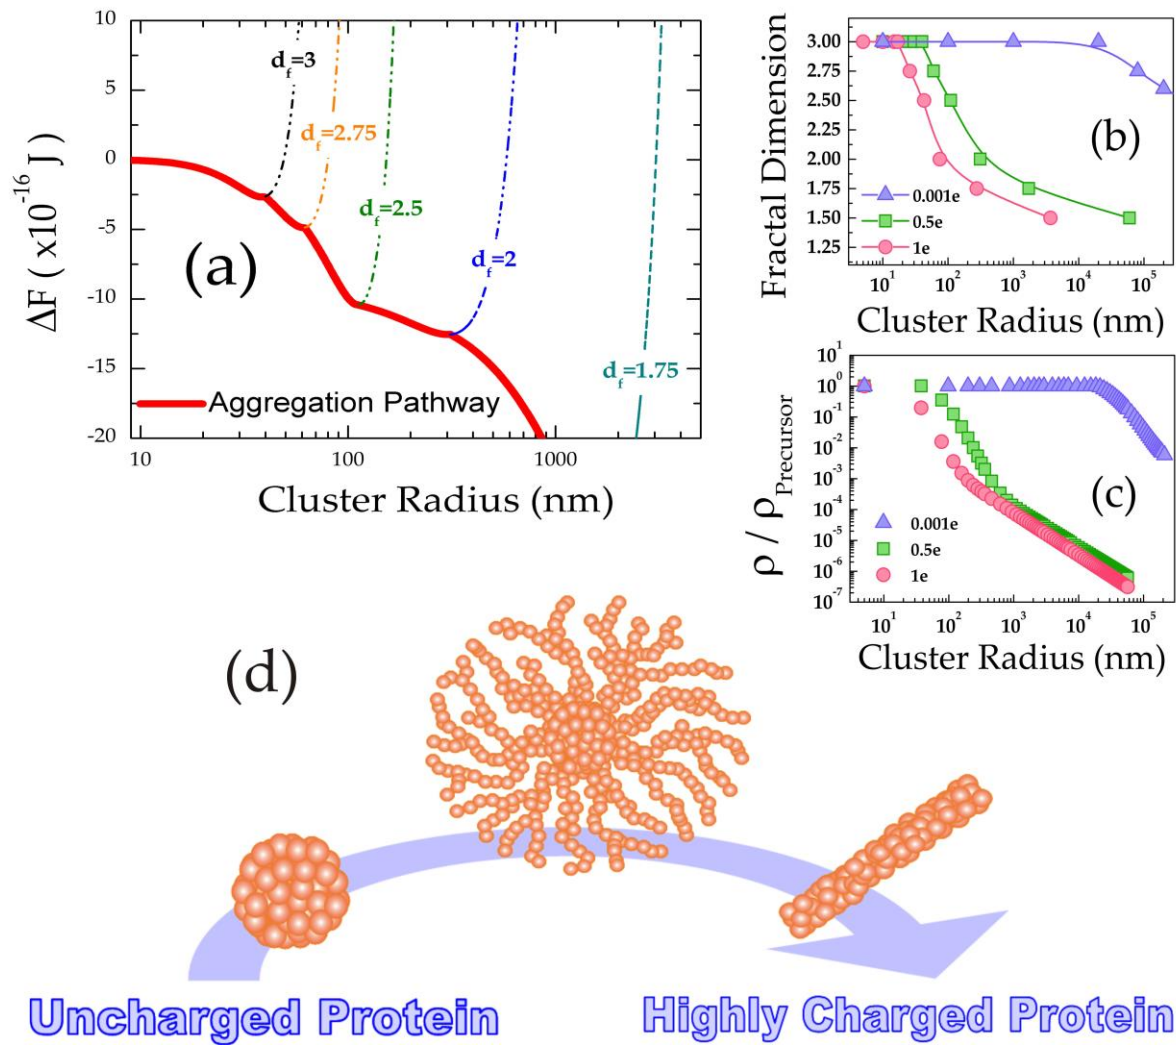 10
5
0
-5
-10
-15
-20
ΔF ( x10⁻¹⁶ J )
d_f=3
d_f=2.75
d_f=2.5
d_f=2
d_f=1.75
(a)
Aggregation Pathway
10
100
1000
Cluster Radius (nm)
3.00
2.75
2.50
2.25
2.00
1.75
1.50
1.25
Fractal Dimension
(b)
0.001e
0.5e
1e
10¹
10²
10³
10⁴
10⁵
Cluster Radius (nm)
10¹
10⁰
10⁻¹
10⁻²
10⁻³
10⁻⁴
10⁻⁵
10⁻⁶
10⁻⁷
ρ / ρ_Precursor
(c)
0.001e
0.5e
1e
10¹
10²
10³
10⁴
10⁵
Cluster Radius (nm)
(d)
Uncharged Protein
Highly Charged Protein